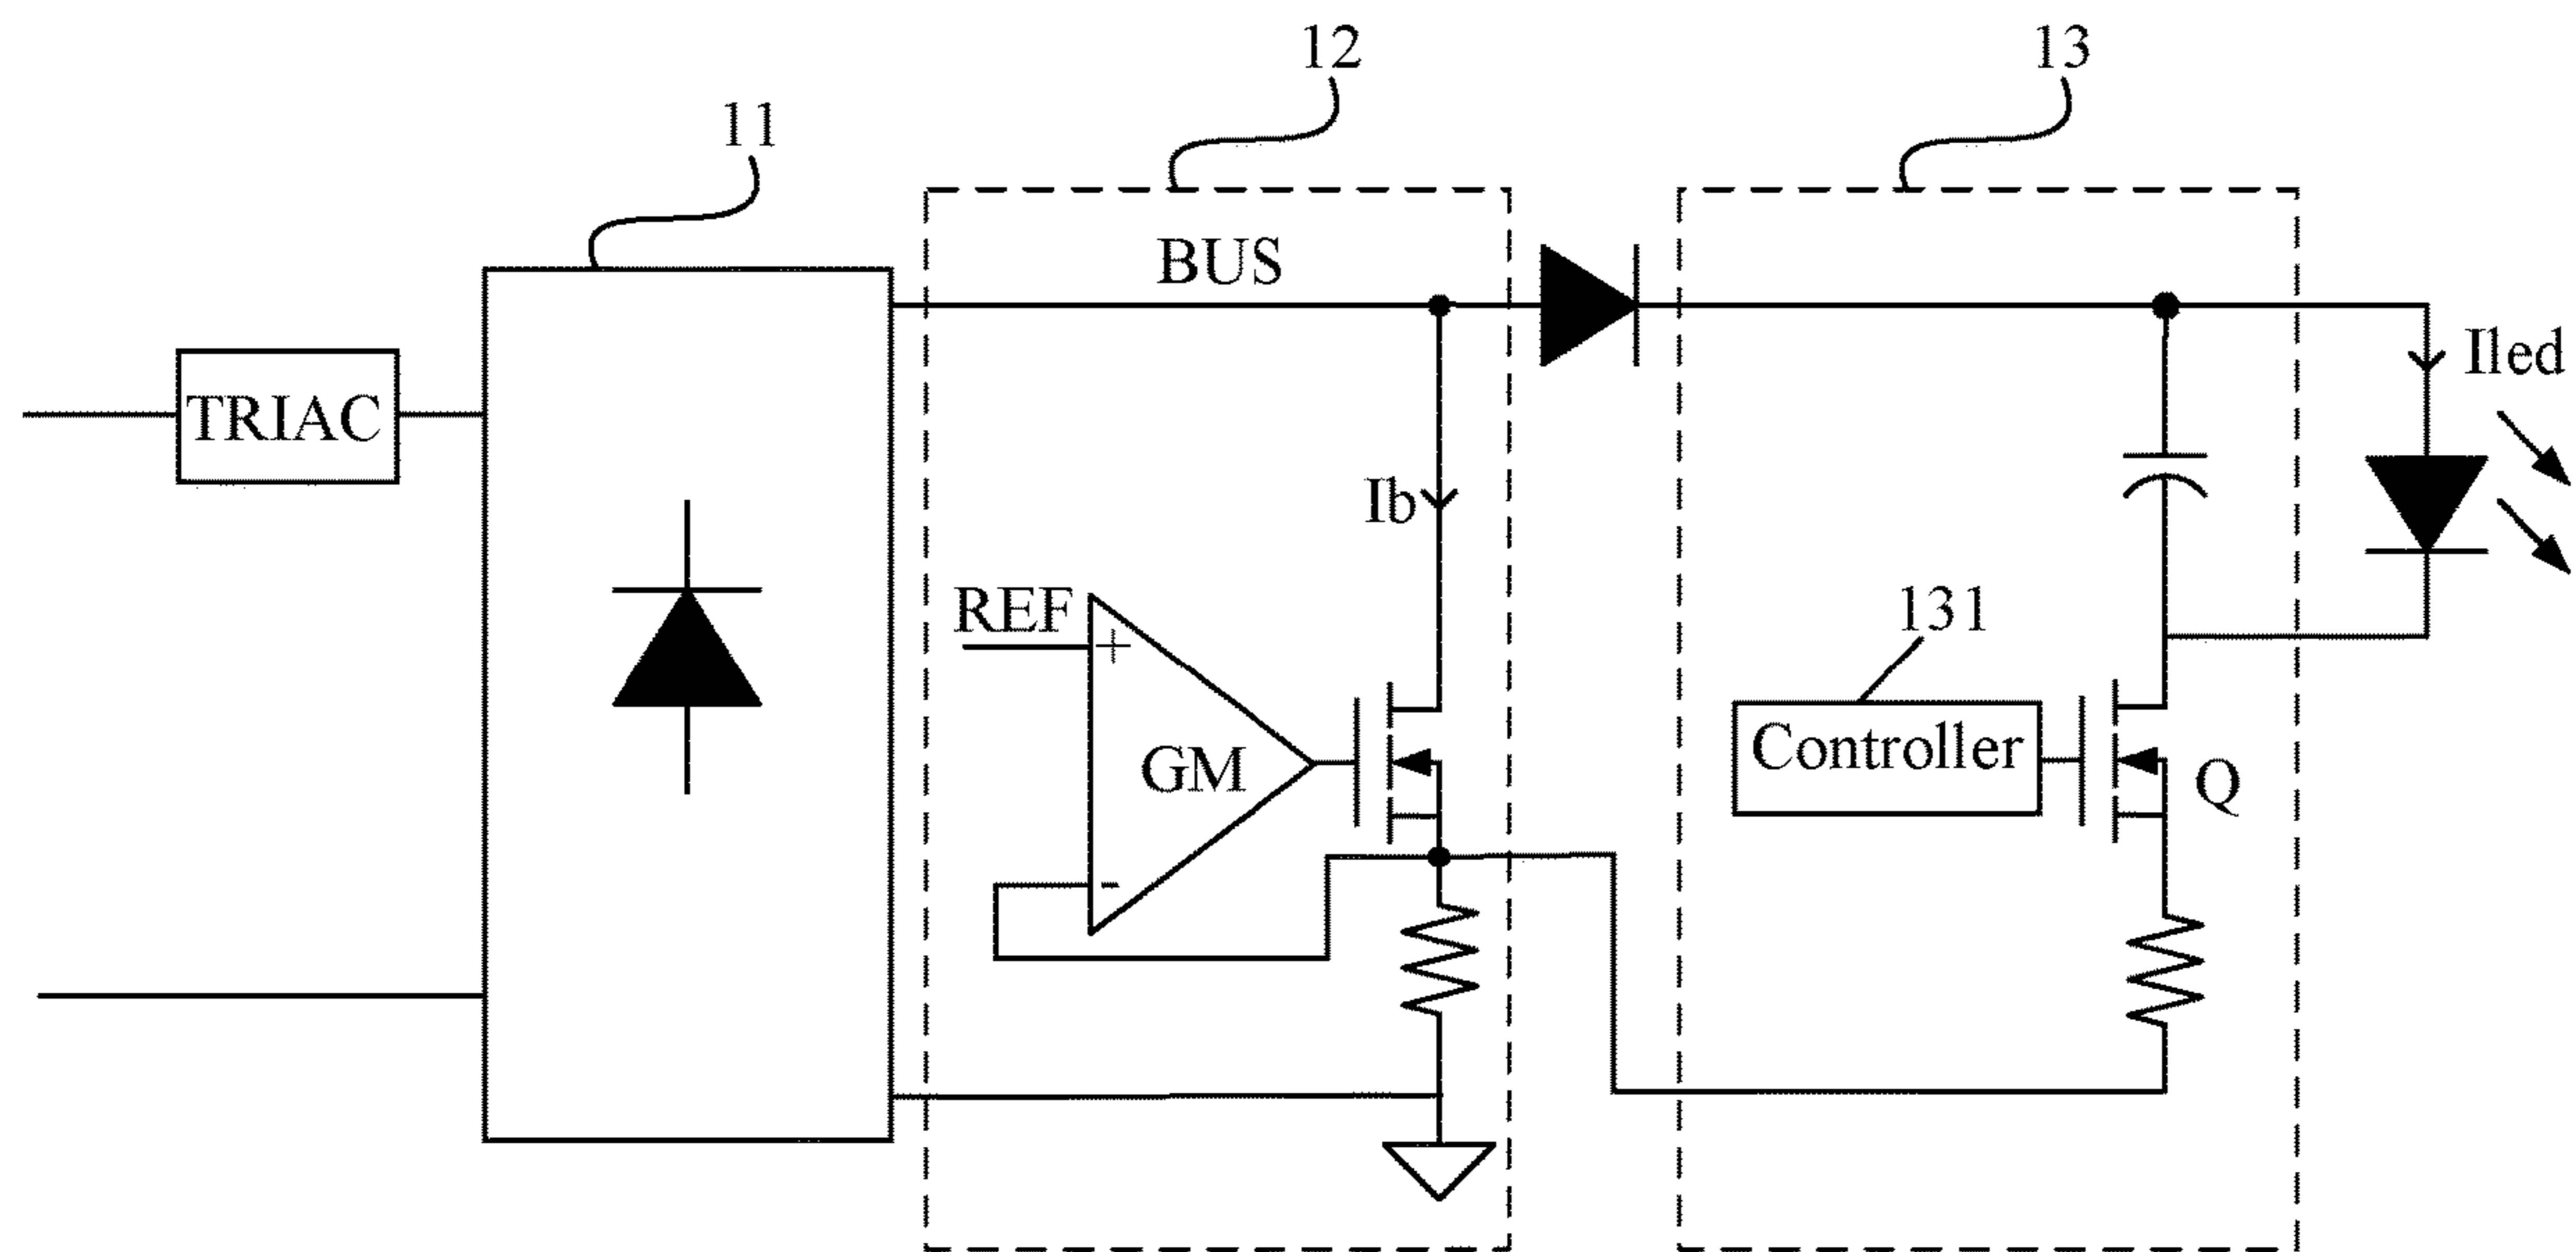 12
13
11
BUS
Iled
TRIAC
Ib
REF
+
131
GM
Controller
Q
-